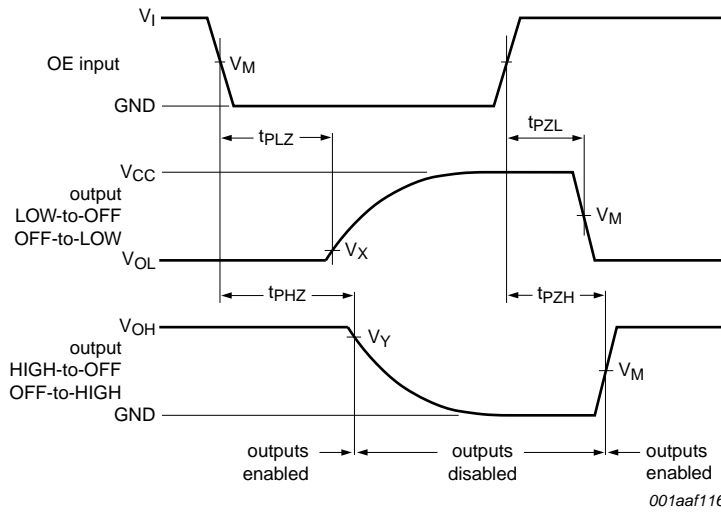 VI
OE input
VM
GND
tPLZ
tPZL
VCC
output
LOW-to-OFF
OFF-to-LOW
VM
VX
VOL
tPHZ
tPZH
VOH
VY
output
HIGH-to-OFF
OFF-to-HIGH
VM
GND
outputs
enabled
outputs
disabled
outputs
enabled
001aaf116